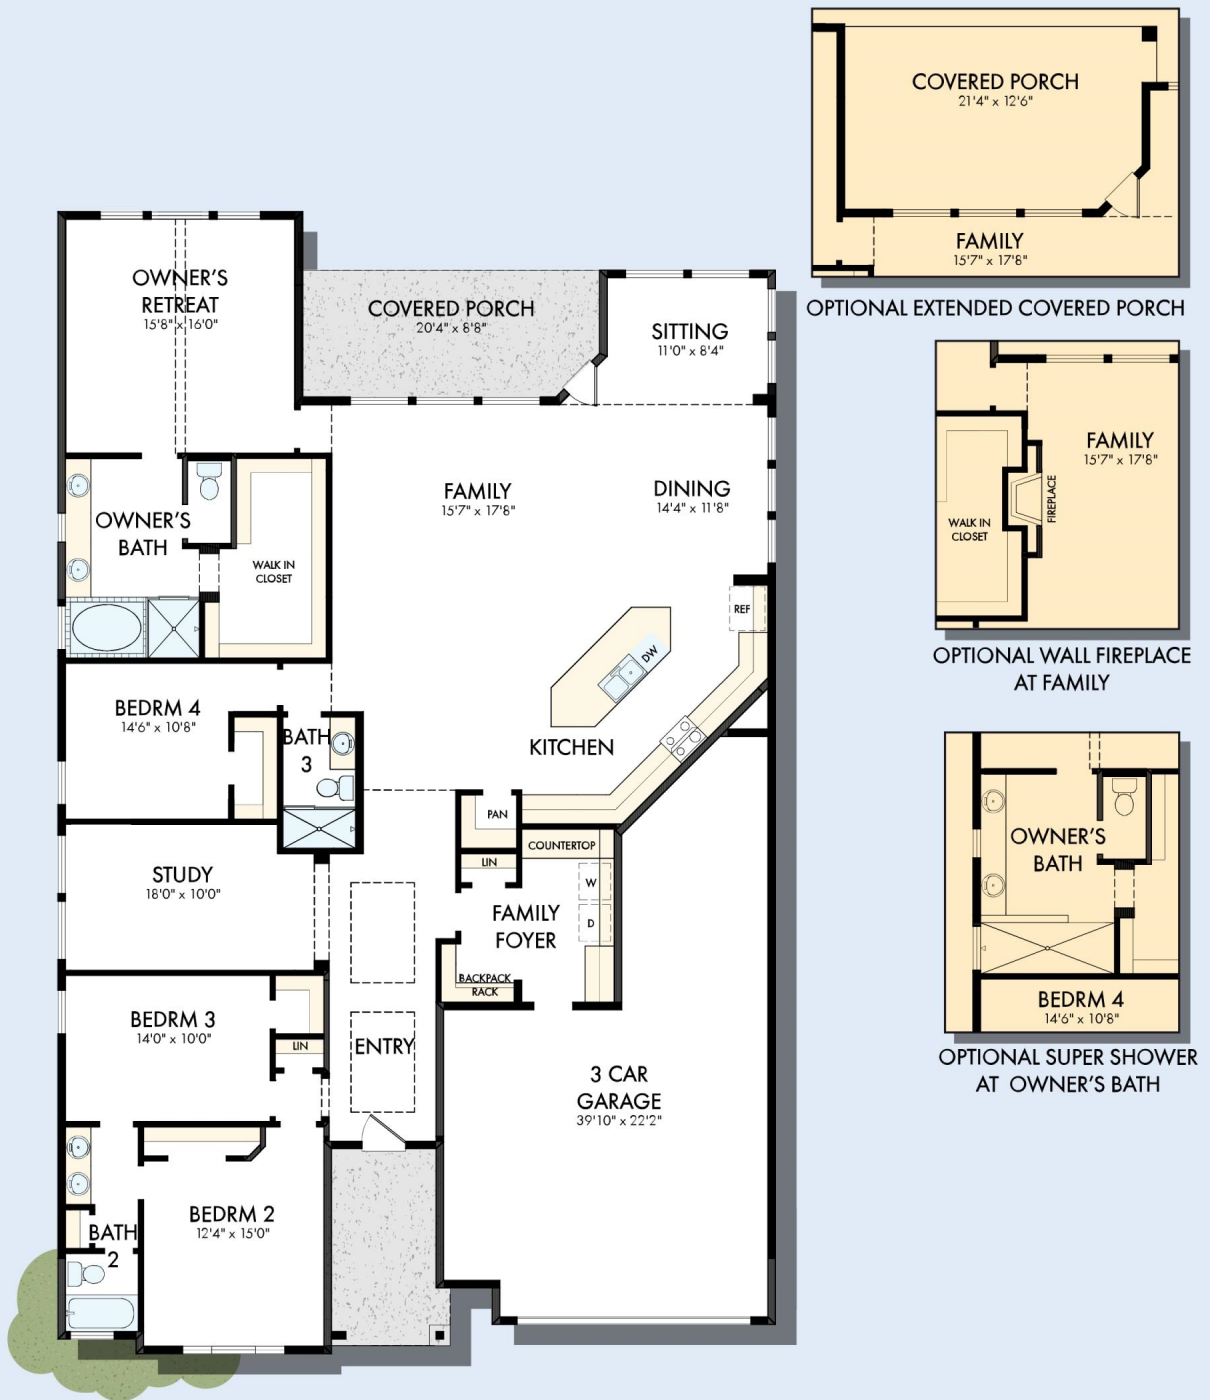 COVERED PORCH
21'4" x 12'6"
FAMILY
15'7" x 17'8"
OPTIONAL EXTENDED COVERED PORCH
OWNER'S
RETREAT
15'8" x 16'0"
COVERED PORCH
20'4" x 8'8"
SITTING
11'0" x 8'4"
FAMILY
15'7" x 17'8"
DINING
14'4" x 11'8"
OWNER'S
BATH
WALK IN
CLOSET
REF
DW
KITCHEN
BEDRM 4
14'6" x 10'8"
BATH
3
PAN
COUNTERTOP
LIN
W
D
FAMILY
FOYER
BACKPACK
RACK
STUDY
18'0" x 10'0"
BEDRM 3
14'0" x 10'0"
LIN
ENTRY
3 CAR
GARAGE
39'10" x 22'2"
BEDRM 2
12'4" x 15'0"
BATH
2
FAMILY
15'7" x 17'8"
FIREPLACE
WALK IN
CLOSET
OPTIONAL WALL FIREPLACE
AT FAMILY
OWNER'S
BATH
BEDRM 4
14'6" x 10'8"
OPTIONAL SUPER SHOWER
AT OWNER'S BATH